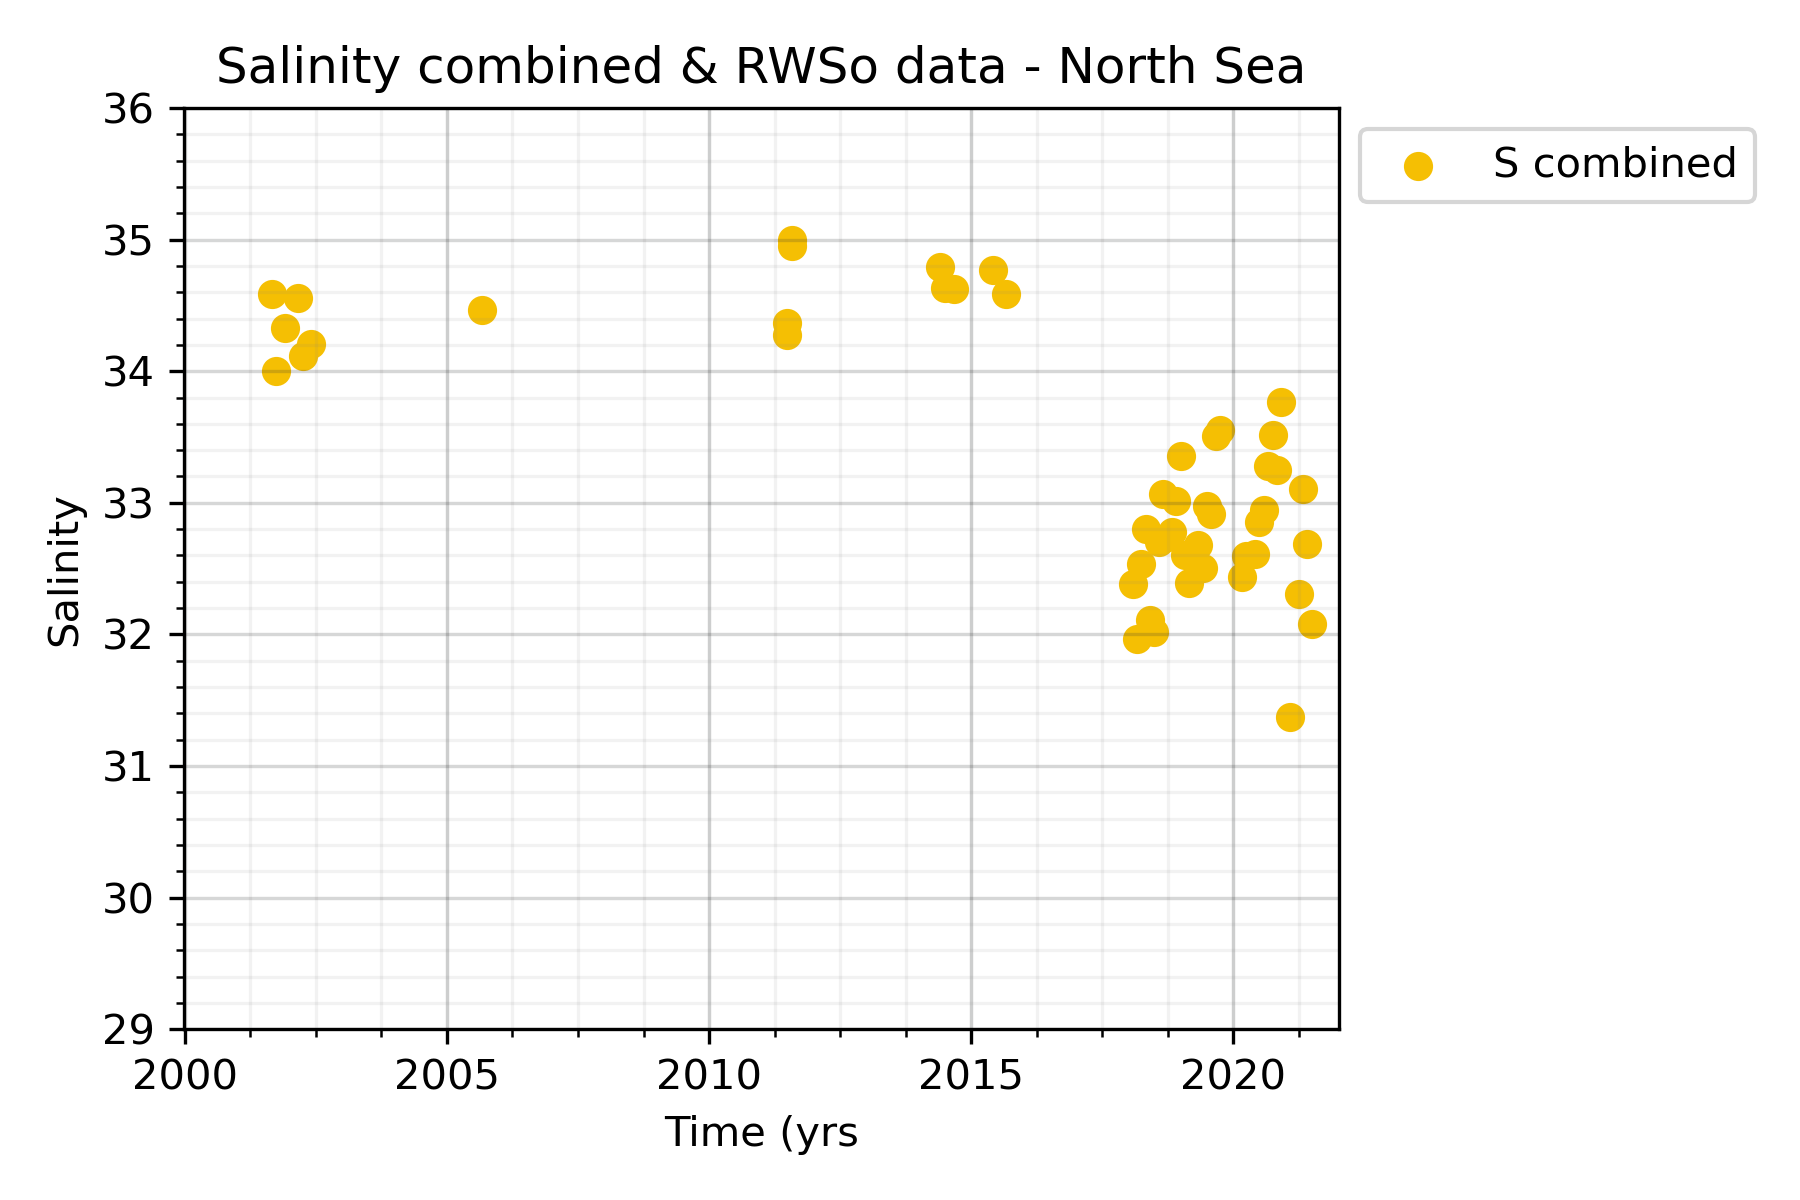 Salinity combined & RWSo data - North Sea
36
35
34
33
32
31
30
29
Salinity
2000 2005 2010 2015 2020
Time (yrs
S combined